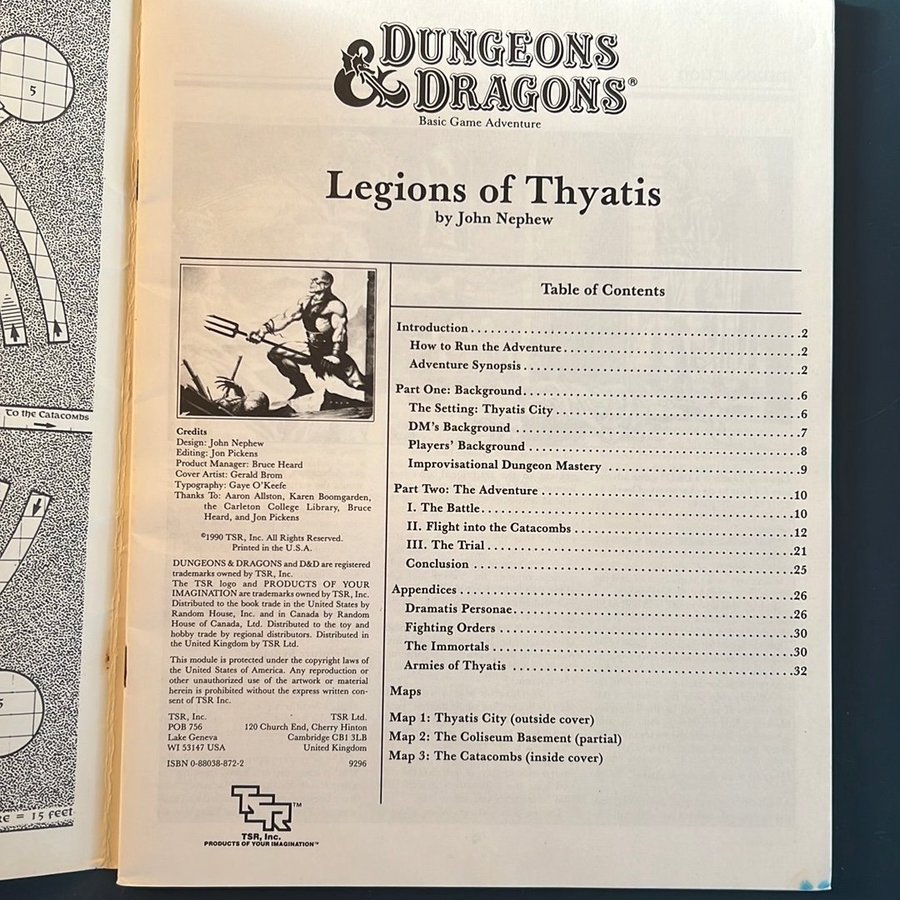 5
To the Catacombs
= 15 feet
DUNGEONS
& DRAGONS®
Basic Game Adventure
Legions of Thyatis
by John Nephew
Credits
Design: John Nephew
Editing: Jon Pickens
Product Manager: Bruce Heard
Cover Artist: Gerald Brom
Typography: Gaye O'Keefe
Thanks To: Aaron Allston, Karen Boomgarden,
the Carleton College Library, Bruce
Heard, and Jon Pickens
©1990 TSR, Inc. All Rights Reserved.
Printed in the U.S.A.
DUNGEONS & DRAGONS and D&D are registered
trademarks owned by TSR, Inc.
The TSR logo and PRODUCTS OF YOUR
IMAGINATION are trademarks owned by TSR, Inc.
Distributed to the book trade in the United States by
Random House, Inc. and in Canada by Random
House of Canada, Ltd. Distributed to the toy and
hobby trade by regional distributors. Distributed in
the United Kingdom by TSR Ltd.
This module is protected under the copyright laws of
the United States of America. Any reproduction or
other unauthorized use of the artwork or material
herein is prohibited without the express written con-
sent of TSR Inc.
TSR, Inc. TSR Ltd.
POB 756 120 Church End, Cherry Hinton
Lake Geneva Cambridge CB1 3LB
WI 53147 USA United Kingdom
ISBN 0-88038-872-2 9296
TSR™
TSR, Inc.
PRODUCTS OF YOUR IMAGINATION™
Table of Contents
Introduction ..... 2
How to Run the Adventure ..... 2
Adventure Synopsis ..... 2
Part One: Background ..... 6
The Setting: Thyatis City ..... 6
DM's Background ..... 7
Players' Background ..... 8
Improvisational Dungeon Mastery ..... 9
Part Two: The Adventure ..... 10
I. The Battle ..... 10
II. Flight into the Catacombs ..... 12
III. The Trial ..... 21
Conclusion ..... 25
Appendices ..... 26
Dramatis Personae ..... 26
Fighting Orders ..... 30
The Immortals ..... 30
Armies of Thyatis ..... 32
Maps
Map 1: Thyatis City (outside cover)
Map 2: The Coliseum Basement (partial)
Map 3: The Catacombs (inside cover)